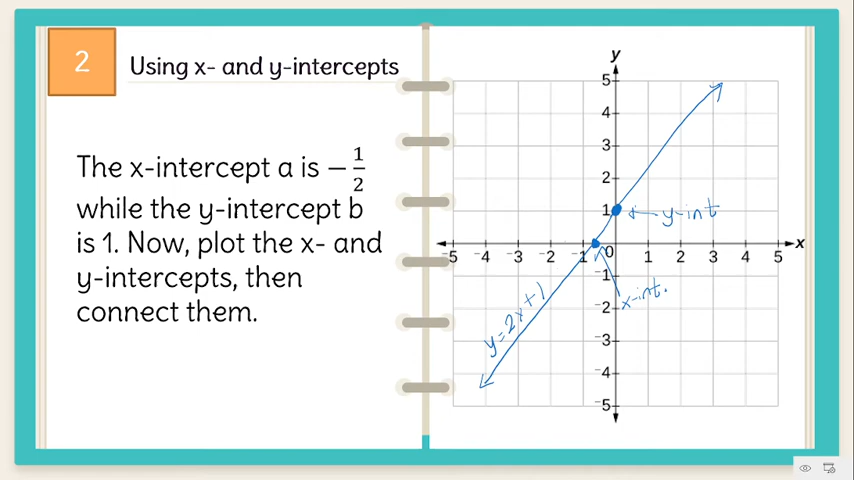 2
Using x- and y-intercepts
The x-intercept a is −1/2
while the y-intercept b
is 1. Now, plot the x- and
y-intercepts, then
connect them.
y
5
4
3
2
1
y-int
-5 -4 -3 -2 -1 0 1 2 3 4 5 x
-1
x-int.
-2
y=2x+1
-3
-4
-5